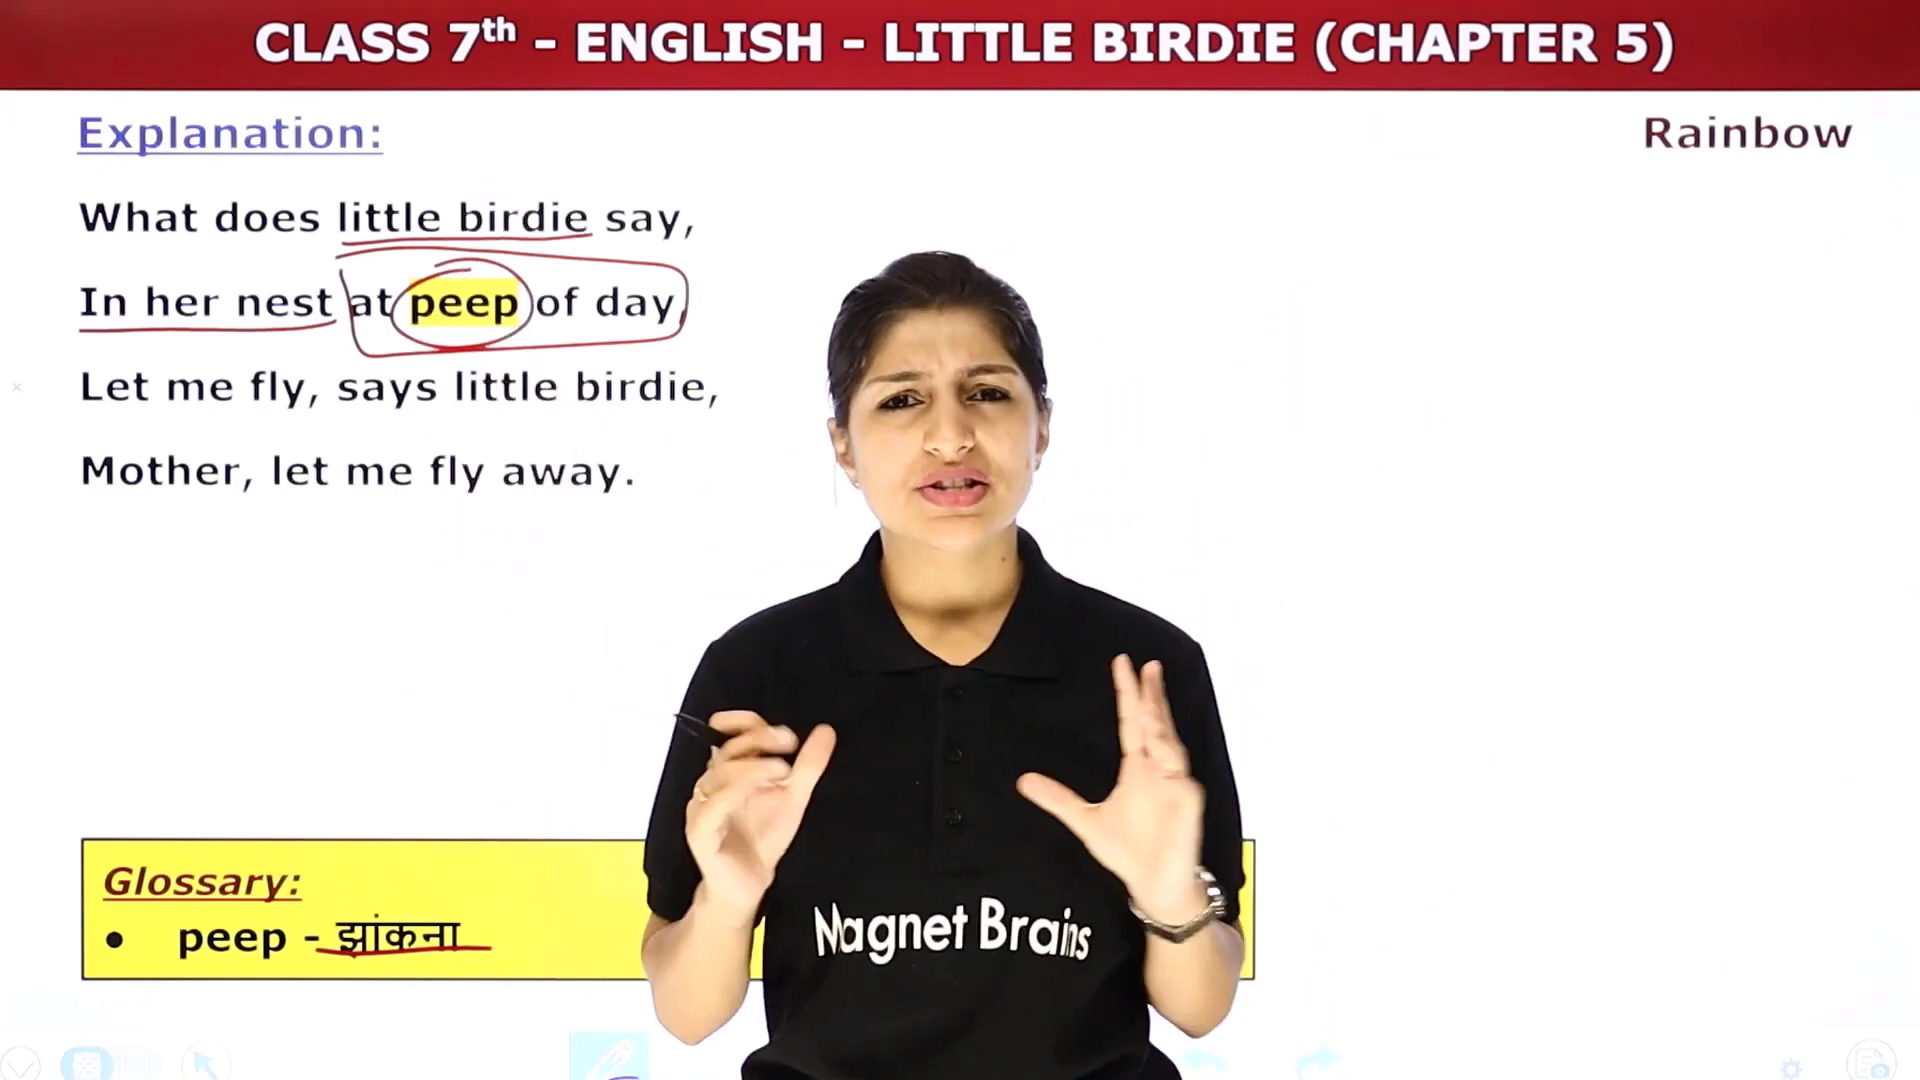 CLASS 7th - ENGLISH - LITTLE BIRDIE (CHAPTER 5)
Explanation:
Rainbow
What does little birdie say,
In her nest at peep of day,
Let me fly, says little birdie,
Mother, let me fly away.
Glossary:
• peep - झांकना
Magnet Brains